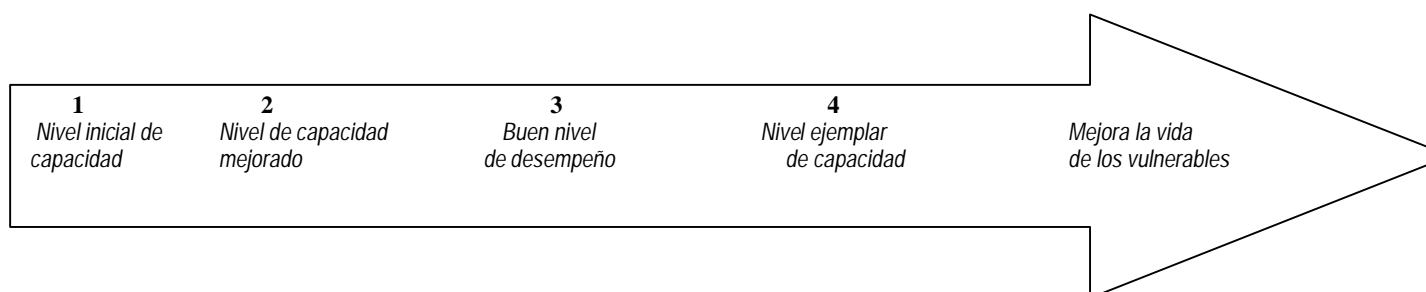 1 2 3 4
Nivel inicial de Nivel de capacidad Buen nivel Nivel ejemplar Mejora la vida
capacidad mejorado de desempeño de capacidad de los vulnerables